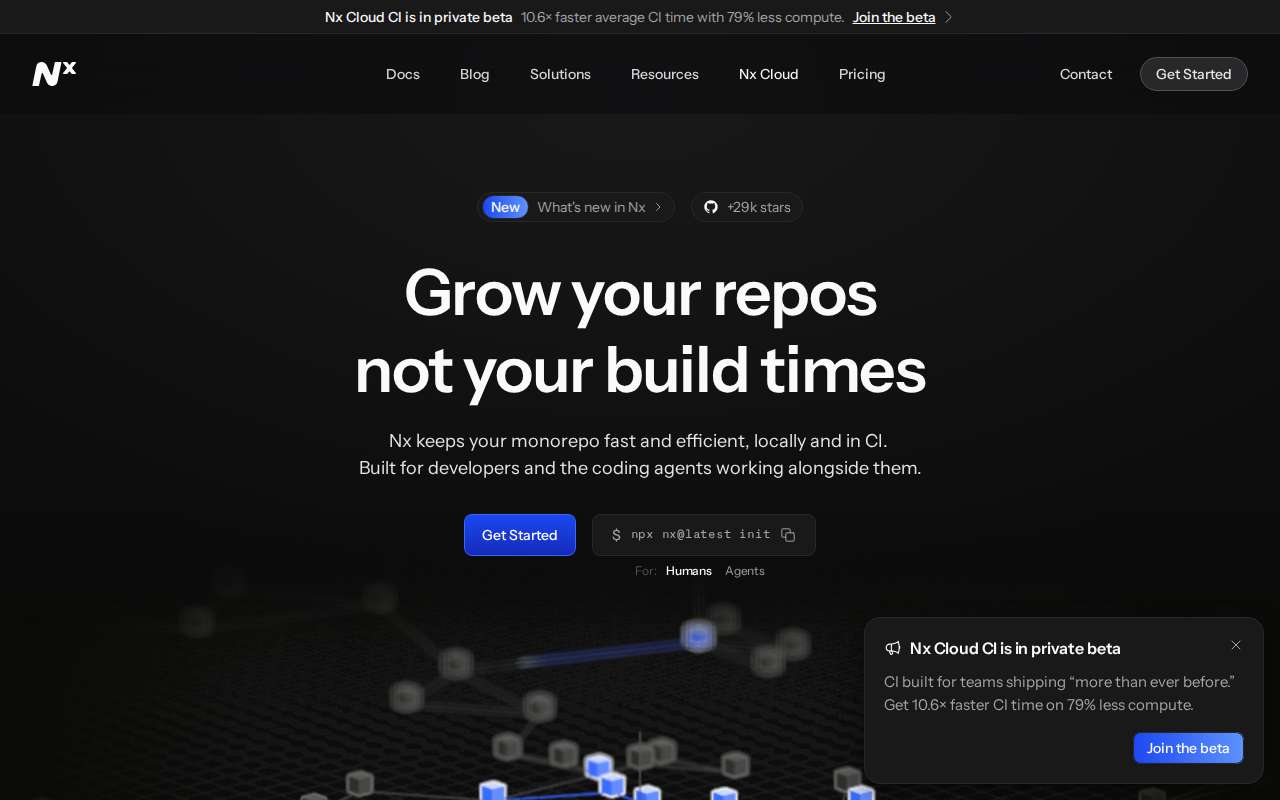 Nx Cloud CI is in private beta 10.6× faster average CI time with 79% less compute. Join the beta
Nx
Docs Blog Solutions Resources Nx Cloud Pricing Contact Get Started
New What's new in Nx +29k stars
Grow your repos
not your build times
Nx keeps your monorepo fast and efficient, locally and in CI.
Built for developers and the coding agents working alongside them.
Get Started $ npx nx@latest init
For: Humans Agents
Nx Cloud CI is in private beta
CI built for teams shipping “more than ever before.”
Get 10.6× faster CI time on 79% less compute.
Join the beta